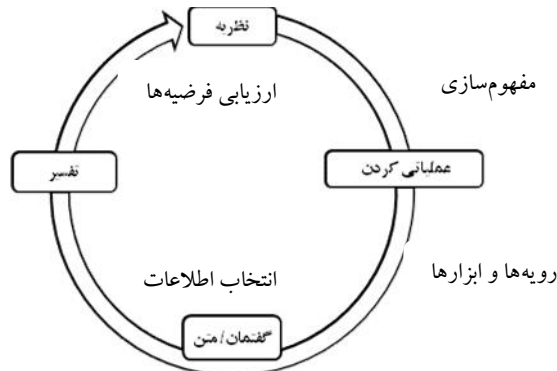 نظریه
مفهوم‌سازی
ارزیابی فرضیه‌ها
عملیاتی کردن
تفسیر
رویه‌ها و ابزارها
انتخاب اطلاعات
گفتمان/متن